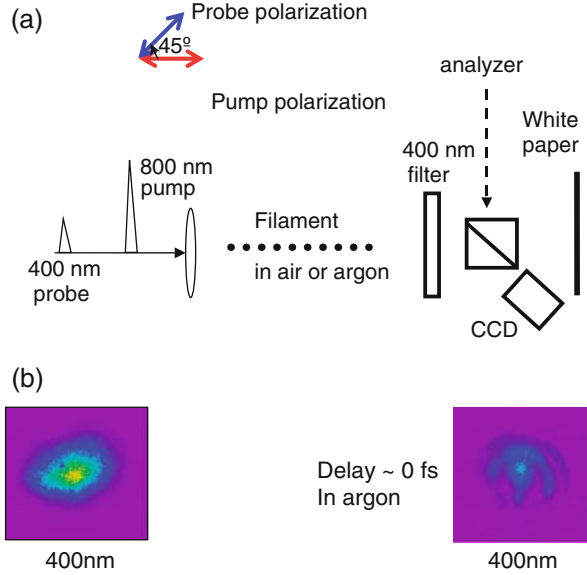 (a)
Probe polarization
45º
Pump polarization
analyzer
White
paper
400 nm
filter
800 nm
pump
Filament
in air or argon
400 nm
probe
CCD
(b)
Delay ~ 0 fs
In argon
400nm
400nm